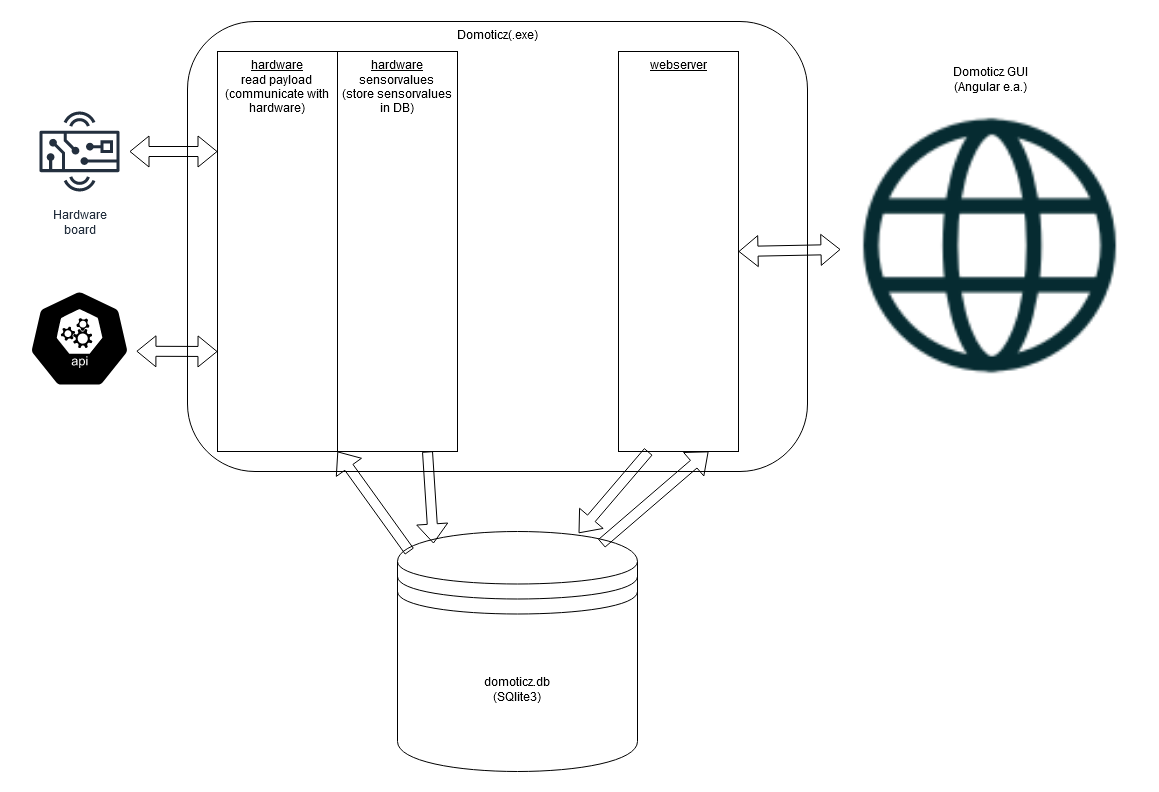 Domoticz(.exe)
hardware
read payload
(communicate with
hardware)
hardware
sensorvalues
(store sensorvalues
in DB)
webserver
Domoticz GUI
(Angular e.a.)
Hardware
board
api
domoticz.db
(SQlite3)